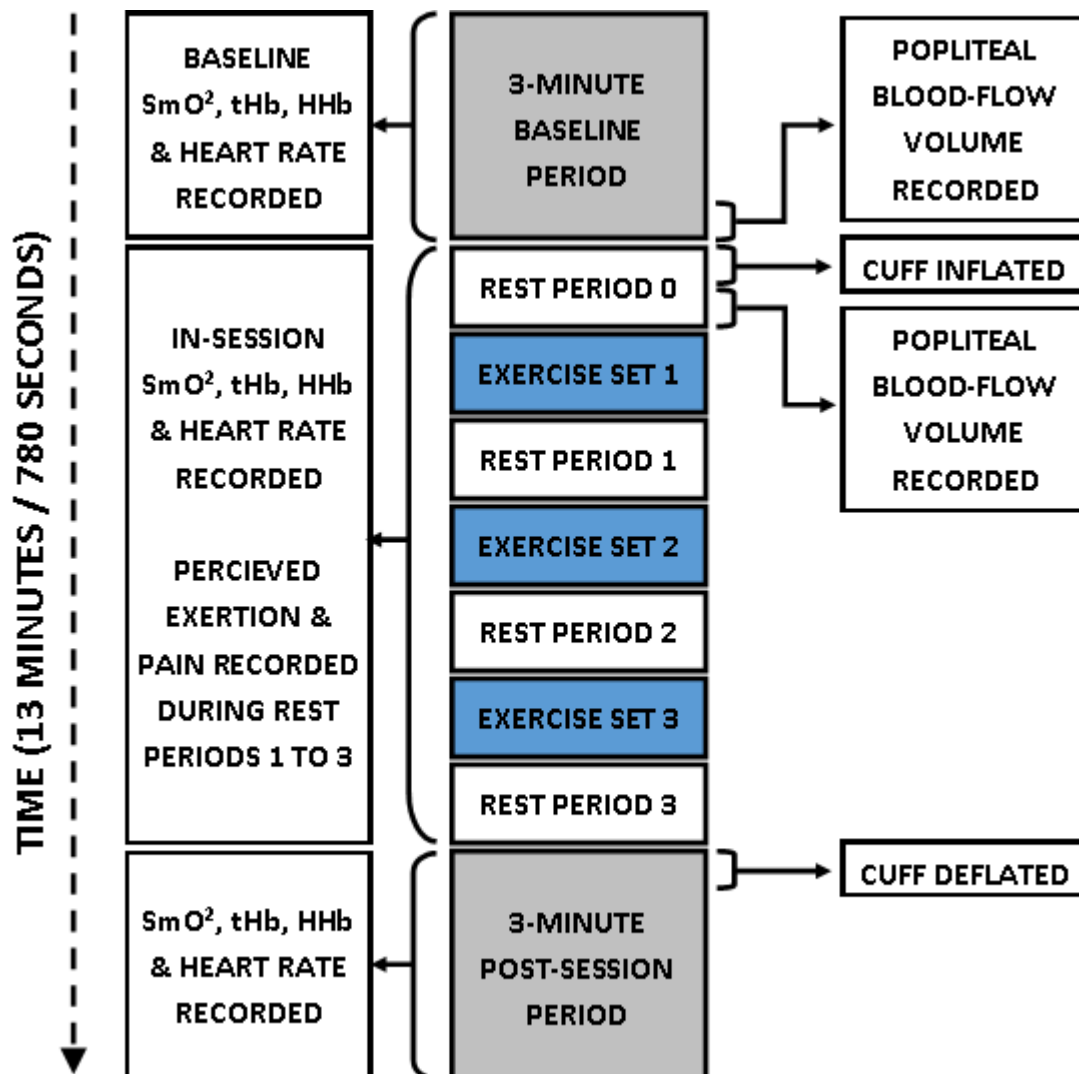 TIME (13 MINUTES / 780 SECONDS)
BASELINE
SmO², tHb, HHb
& HEART RATE
RECORDED
IN-SESSION
SmO², tHb, HHb
& HEART RATE
RECORDED
PERCIEVED
EXERTION &
PAIN RECORDED
DURING REST
PERIODS 1 TO 3
SmO², tHb, HHb
& HEART RATE
RECORDED
3-MINUTE
BASELINE
PERIOD
REST PERIOD 0
EXERCISE SET 1
REST PERIOD 1
EXERCISE SET 2
REST PERIOD 2
EXERCISE SET 3
REST PERIOD 3
3-MINUTE
POST-SESSION
PERIOD
POPLITEAL
BLOOD-FLOW
VOLUME
RECORDED
CUFF INFLATED
POPLITEAL
BLOOD-FLOW
VOLUME
RECORDED
CUFF DEFLATED